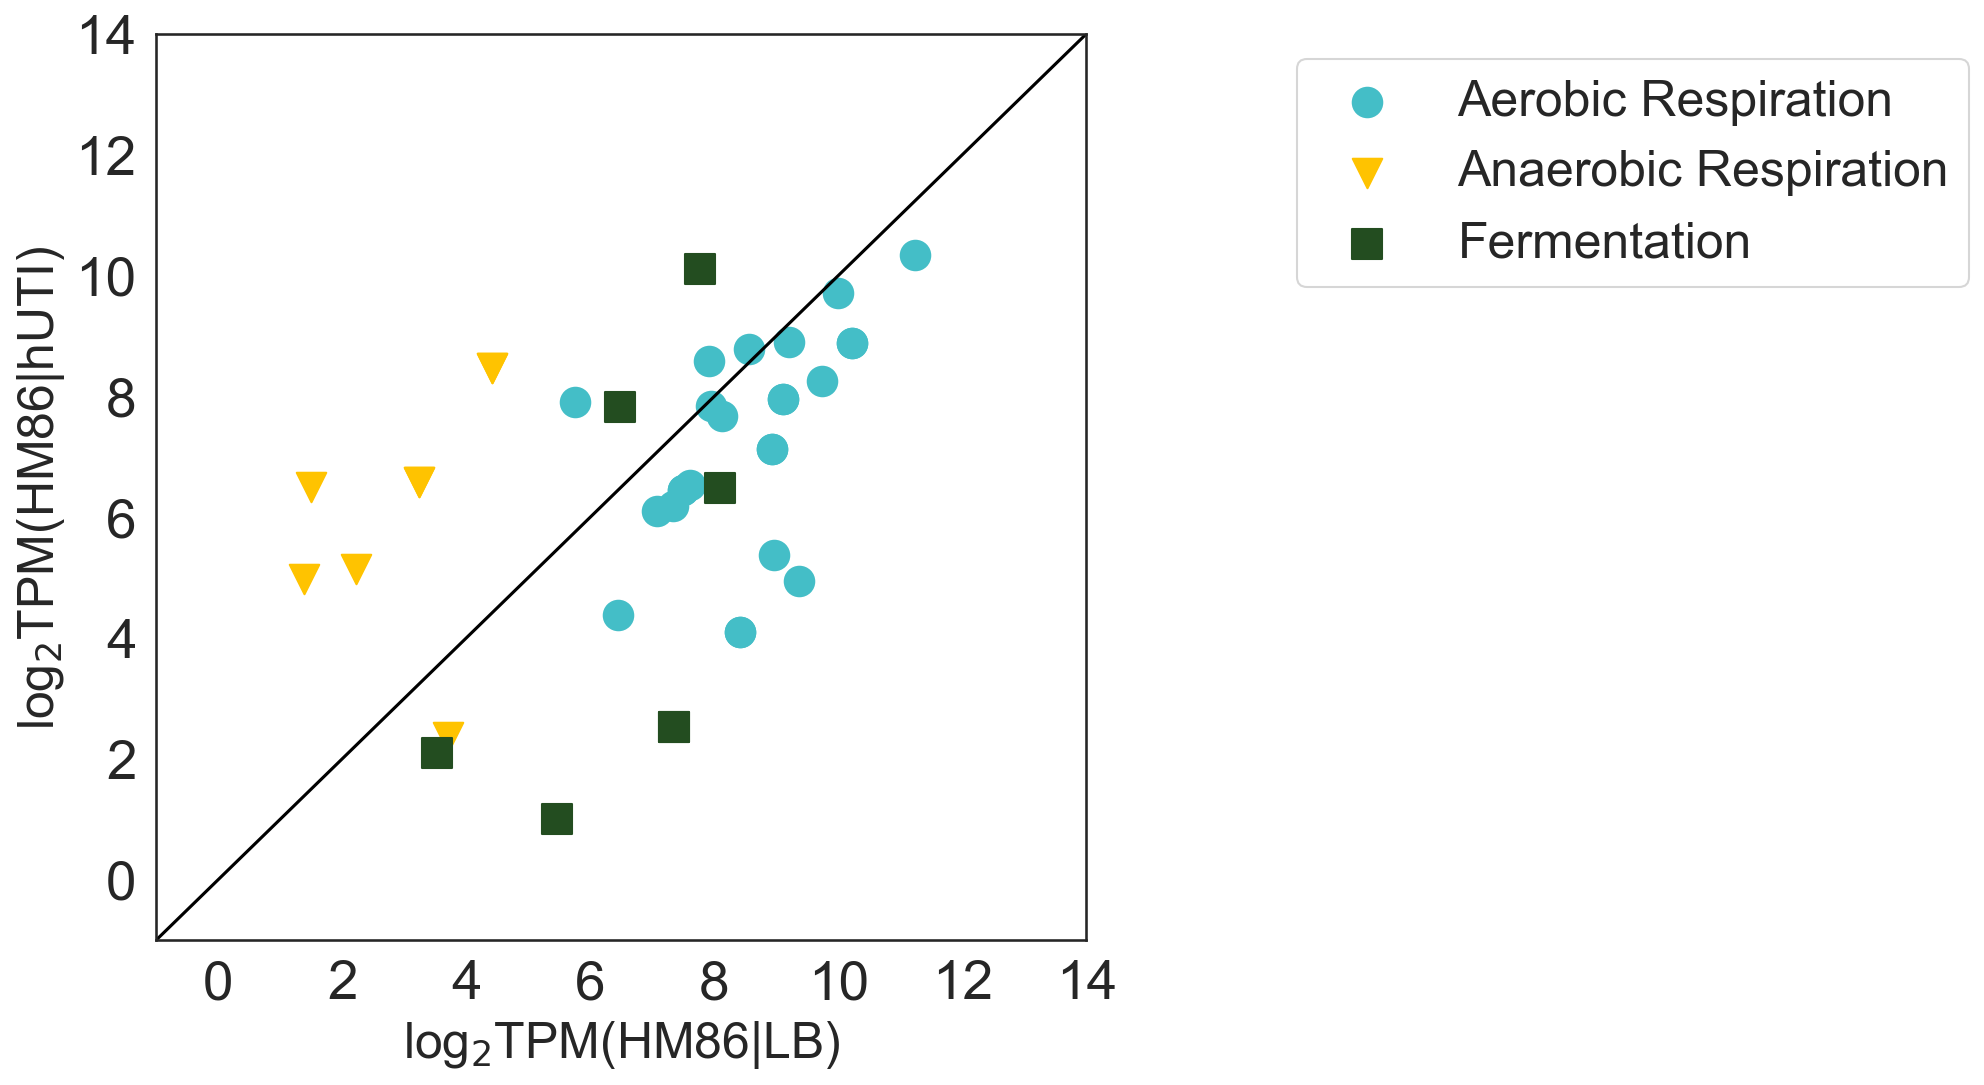 14
12
10
8
6
4
2
0
log₂TPM(HM86|hUTI)
0 2 4 6 8 10 12 14
log₂TPM(HM86|LB)
Aerobic Respiration
Anaerobic Respiration
Fermentation